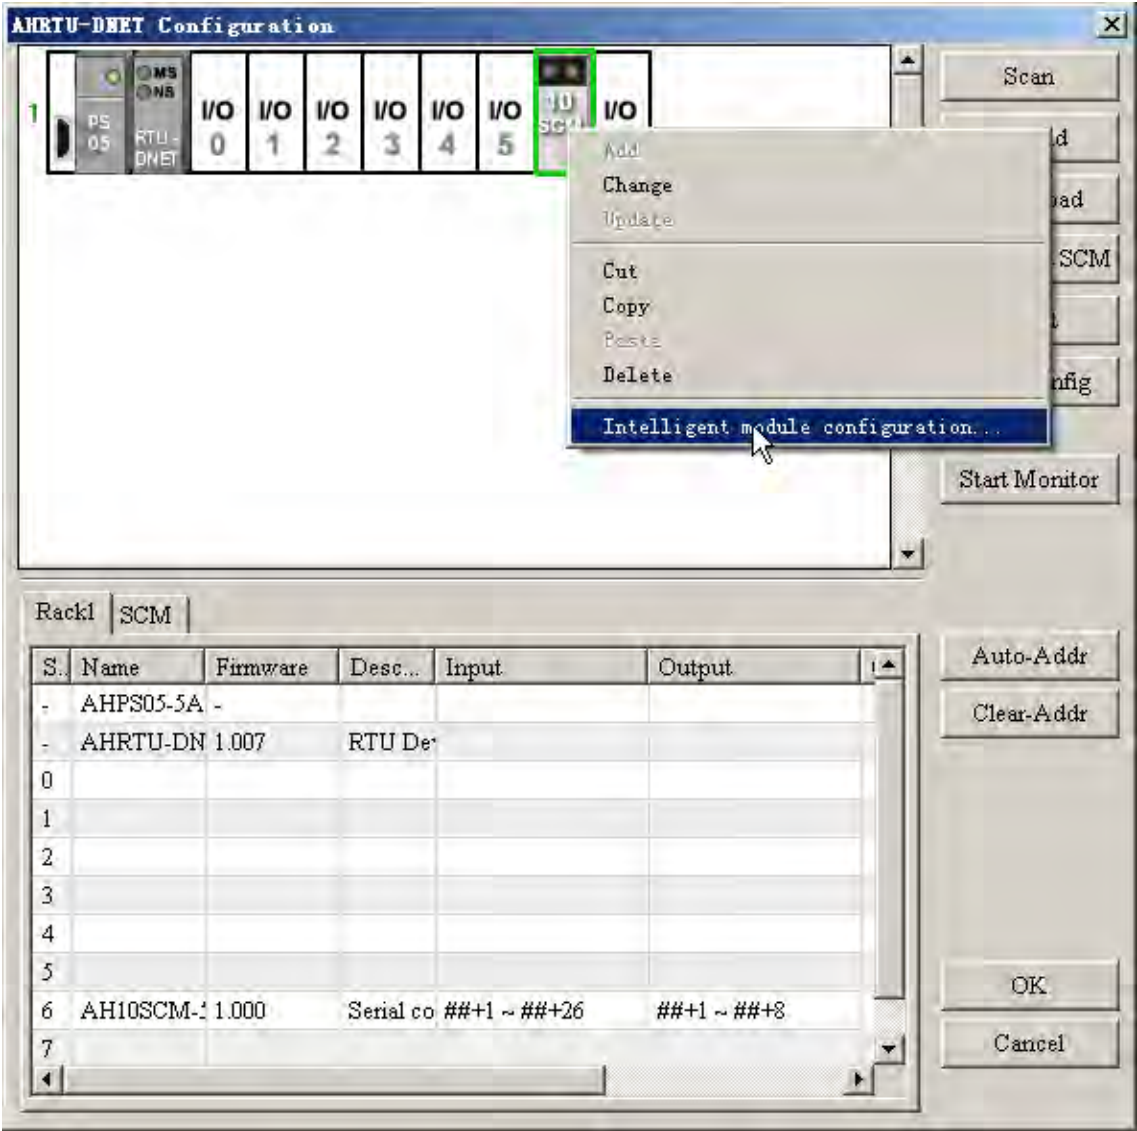 AHRTU-DNET Configuration
1
PS
05
MS
NS
RTU-
DNET
I/O
0
I/O
1
I/O
2
I/O
3
I/O
4
I/O
5
10
I/O
Add
Change
Update
Cut
Copy
Paste
Delete
Intelligent module configuration...
Scan
d
ad
SCM
nfig
Start Monitor
Rack1 SCM
S.. Name Firmware Desc... Input Output
- AHPS05-5A -
- AHRTU-DN 1.007 RTU De
0
1
2
3
4
5
6 AH10SCM- 1.000 Serial co ##+1 ~ ##+26 ##+1 ~ ##+8
7
Auto-Addr
Clear-Addr
OK
Cancel